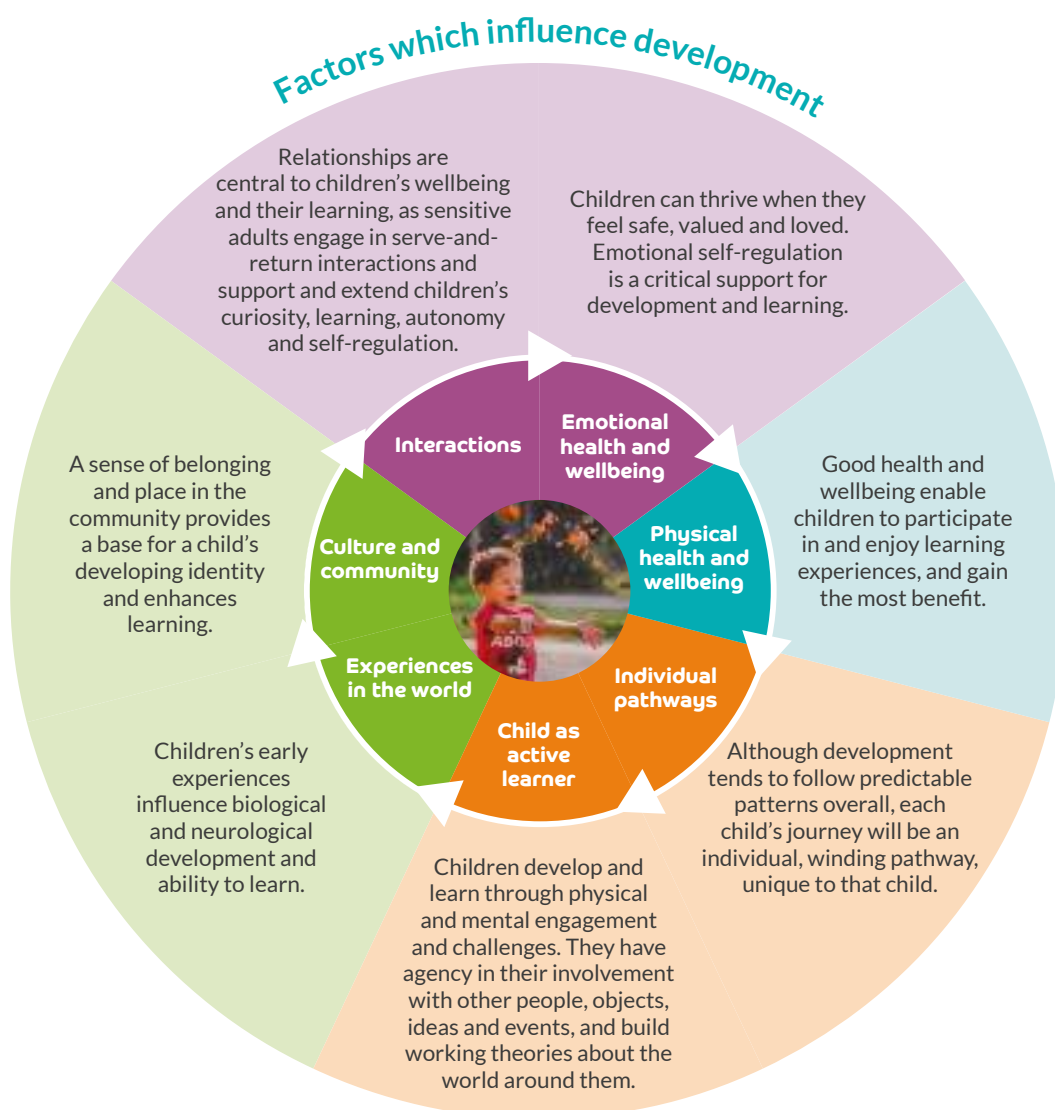 Factors which influence development
Relationships are
central to children’s wellbeing
and their learning, as sensitive
adults engage in serve-and-
return interactions and
support and extend children’s
curiosity, learning, autonomy
and self-regulation.
Children can thrive when they
feel safe, valued and loved.
Emotional self-regulation
is a critical support for
development and learning.
Good health and
wellbeing enable
children to participate
in and enjoy learning
experiences, and gain
the most benefit.
Although development
tends to follow predictable
patterns overall, each
child’s journey will be an
individual, winding pathway,
unique to that child.
Children develop and
learn through physical
and mental engagement
and challenges. They have
agency in their involvement
with other people, objects,
ideas and events, and build
working theories about the
world around them.
Children’s early
experiences
influence biological
and neurological
development and
ability to learn.
A sense of belonging
and place in the
community provides
a base for a child’s
developing identity
and enhances
learning.
Interactions
Emotional
health and
wellbeing
Physical
health and
wellbeing
Individual
pathways
Child as
active
learner
Experiences
in the world
Culture and
community